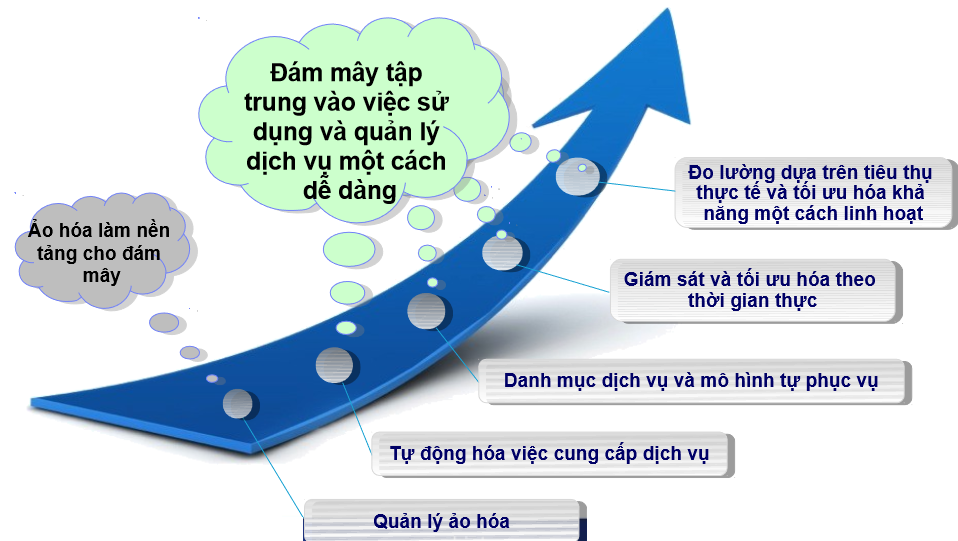 Đám mây tập
trung vào việc sử
dụng và quản lý
dịch vụ một cách
dễ dàng
Ảo hóa làm nền
tảng cho đám
mây
Đo lường dựa trên tiêu thụ
thực tế và tối ưu hóa khả
năng một cách linh hoạt
Giám sát và tối ưu hóa theo
thời gian thực
Danh mục dịch vụ và mô hình tự phục vụ
Tự động hóa việc cung cấp dịch vụ
Quản lý ảo hóa